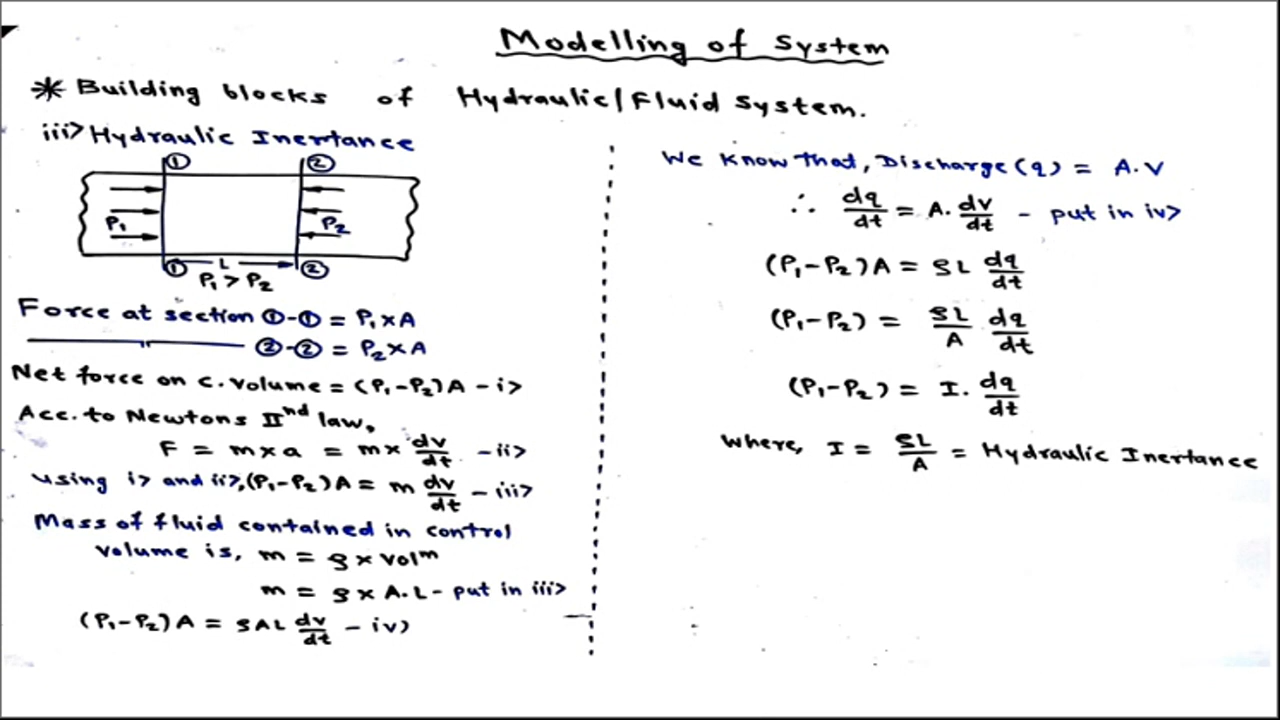 Modelling of System
* Building blocks of Hydraulic/Fluid System.
iii> Hydraulic Inertance
① ②
P₁ P₂
① L ②
P₁ > P₂
Force at section ①-① = P₁×A
——〃—— ②-② = P₂×A
Net force on C. Volume = (P₁-P₂)A - i>
Acc. to Newtons IIⁿᵈ law,
F = m×a = m× dv/dt - ii>
using i> and ii>, (P₁-P₂)A = m dv/dt - iii>
Mass of fluid contained in control
volume is, m = ρ × volᵐ
m = ρ × A.L - put in iii>
(P₁-P₂)A = ρAL dv/dt - iv)
We know that, Discharge (q) = A.V
∴ dq/dt = A. dv/dt - put in iv>
(P₁-P₂)A = ρL dq/dt
(P₁-P₂) = ρL/A dq/dt
(P₁-P₂) = I. dq/dt
Where, I = ρL/A = Hydraulic Inertance